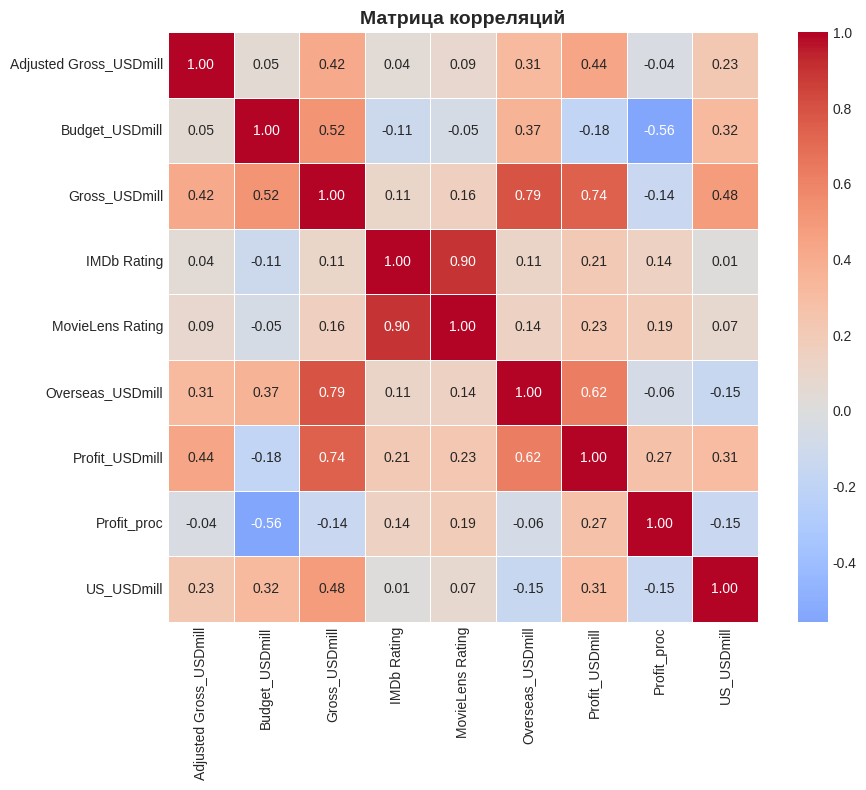 Матрица корреляций
Adjusted Gross_USDmill 1.00 0.05 0.42 0.04 0.09 0.31 0.44 -0.04 0.23
Budget_USDmill 0.05 1.00 0.52 -0.11 -0.05 0.37 -0.18 -0.56 0.32
Gross_USDmill 0.42 0.52 1.00 0.11 0.16 0.79 0.74 -0.14 0.48
IMDb Rating 0.04 -0.11 0.11 1.00 0.90 0.11 0.21 0.14 0.01
MovieLens Rating 0.09 -0.05 0.16 0.90 1.00 0.14 0.23 0.19 0.07
Overseas_USDmill 0.31 0.37 0.79 0.11 0.14 1.00 0.62 -0.06 -0.15
Profit_USDmill 0.44 -0.18 0.74 0.21 0.23 0.62 1.00 0.27 0.31
Profit_proc -0.04 -0.56 -0.14 0.14 0.19 -0.06 0.27 1.00 -0.15
US_USDmill 0.23 0.32 0.48 0.01 0.07 -0.15 0.31 -0.15 1.00
Adjusted Gross_USDmill
Budget_USDmill
Gross_USDmill
IMDb Rating
MovieLens Rating
Overseas_USDmill
Profit_USDmill
Profit_proc
US_USDmill
1.0
0.8
0.6
0.4
0.2
0.0
-0.2
-0.4